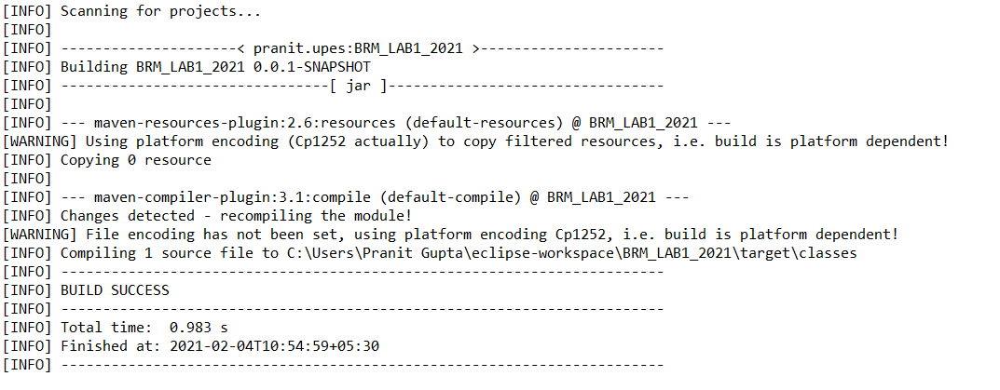 [INFO] Scanning for projects...
[INFO]
[INFO] ---------------------< pranit.upes:BRM_LAB1_2021 >----------------------
[INFO] Building BRM_LAB1_2021 0.0.1-SNAPSHOT
[INFO] --------------------------------[ jar ]---------------------------------
[INFO]
[INFO] --- maven-resources-plugin:2.6:resources (default-resources) @ BRM_LAB1_2021 ---
[WARNING] Using platform encoding (Cp1252 actually) to copy filtered resources, i.e. build is platform dependent!
[INFO] Copying 0 resource
[INFO]
[INFO] --- maven-compiler-plugin:3.1:compile (default-compile) @ BRM_LAB1_2021 ---
[INFO] Changes detected - recompiling the module!
[WARNING] File encoding has not been set, using platform encoding Cp1252, i.e. build is platform dependent!
[INFO] Compiling 1 source file to C:\Users\Pranit Gupta\eclipse-workspace\BRM_LAB1_2021\target\classes
[INFO] ------------------------------------------------------------------------
[INFO] BUILD SUCCESS
[INFO] ------------------------------------------------------------------------
[INFO] Total time:  0.983 s
[INFO] Finished at: 2021-02-04T10:54:59+05:30
[INFO] ------------------------------------------------------------------------